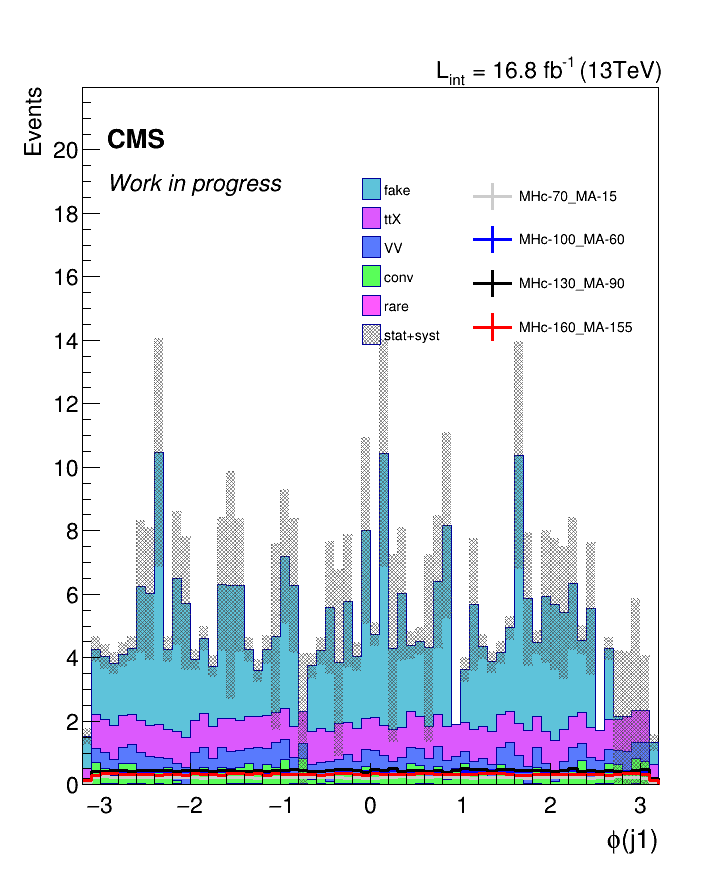 L_int = 16.8 fb^-1 (13TeV)
Events
CMS
Work in progress
fake
ttX
VV
conv
rare
stat+syst
MHc-70_MA-15
MHc-100_MA-60
MHc-130_MA-90
MHc-160_MA-155
20
18
16
14
12
10
8
6
4
2
0
−3 −2 −1 0 1 2 3
ϕ(j1)